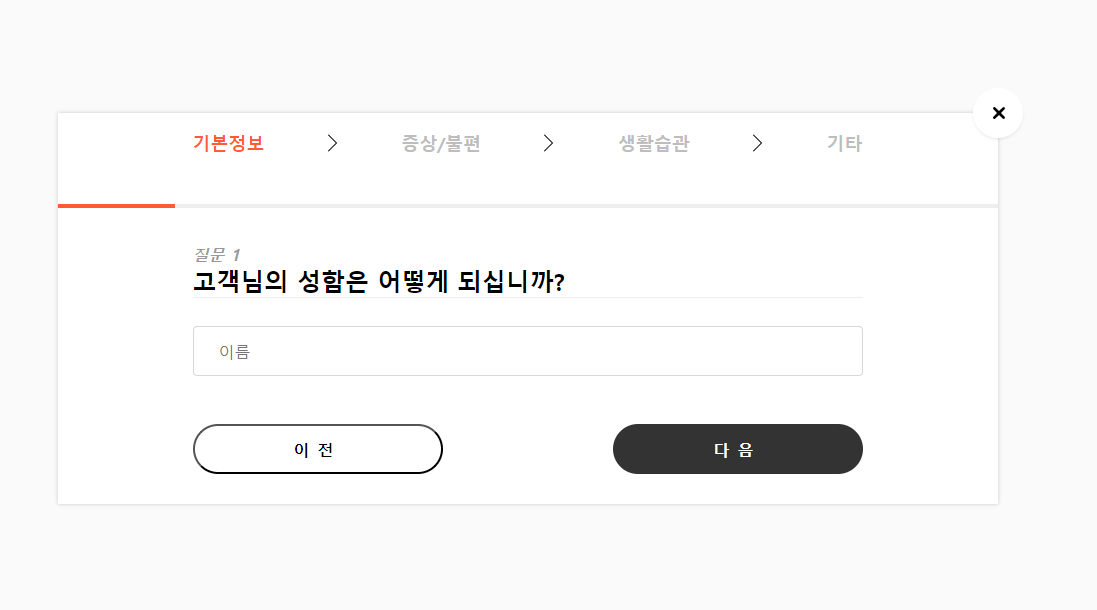 기본정보 > 증상/불편 > 생활습관 > 기타
질문 1
고객님의 성함은 어떻게 되십니까?
이름
이 전
다 음